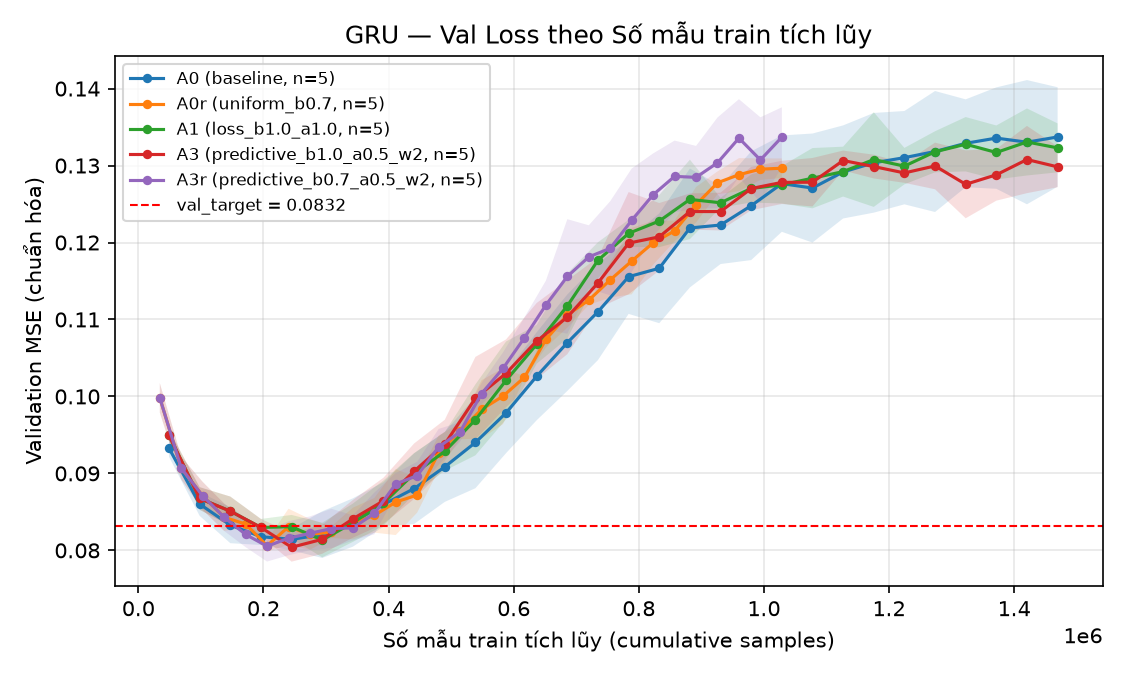 GRU — Val Loss theo Số mẫu train tích lũy
A0 (baseline, n=5)
A0r (uniform_b0.7, n=5)
A1 (loss_b1.0_a1.0, n=5)
A3 (predictive_b1.0_a0.5_w2, n=5)
A3r (predictive_b0.7_a0.5_w2, n=5)
val_target = 0.0832
Validation MSE (chuẩn hóa)
0.14
0.13
0.12
0.11
0.10
0.09
0.08
0.0 0.2 0.4 0.6 0.8 1.0 1.2 1.4
1e6
Số mẫu train tích lũy (cumulative samples)